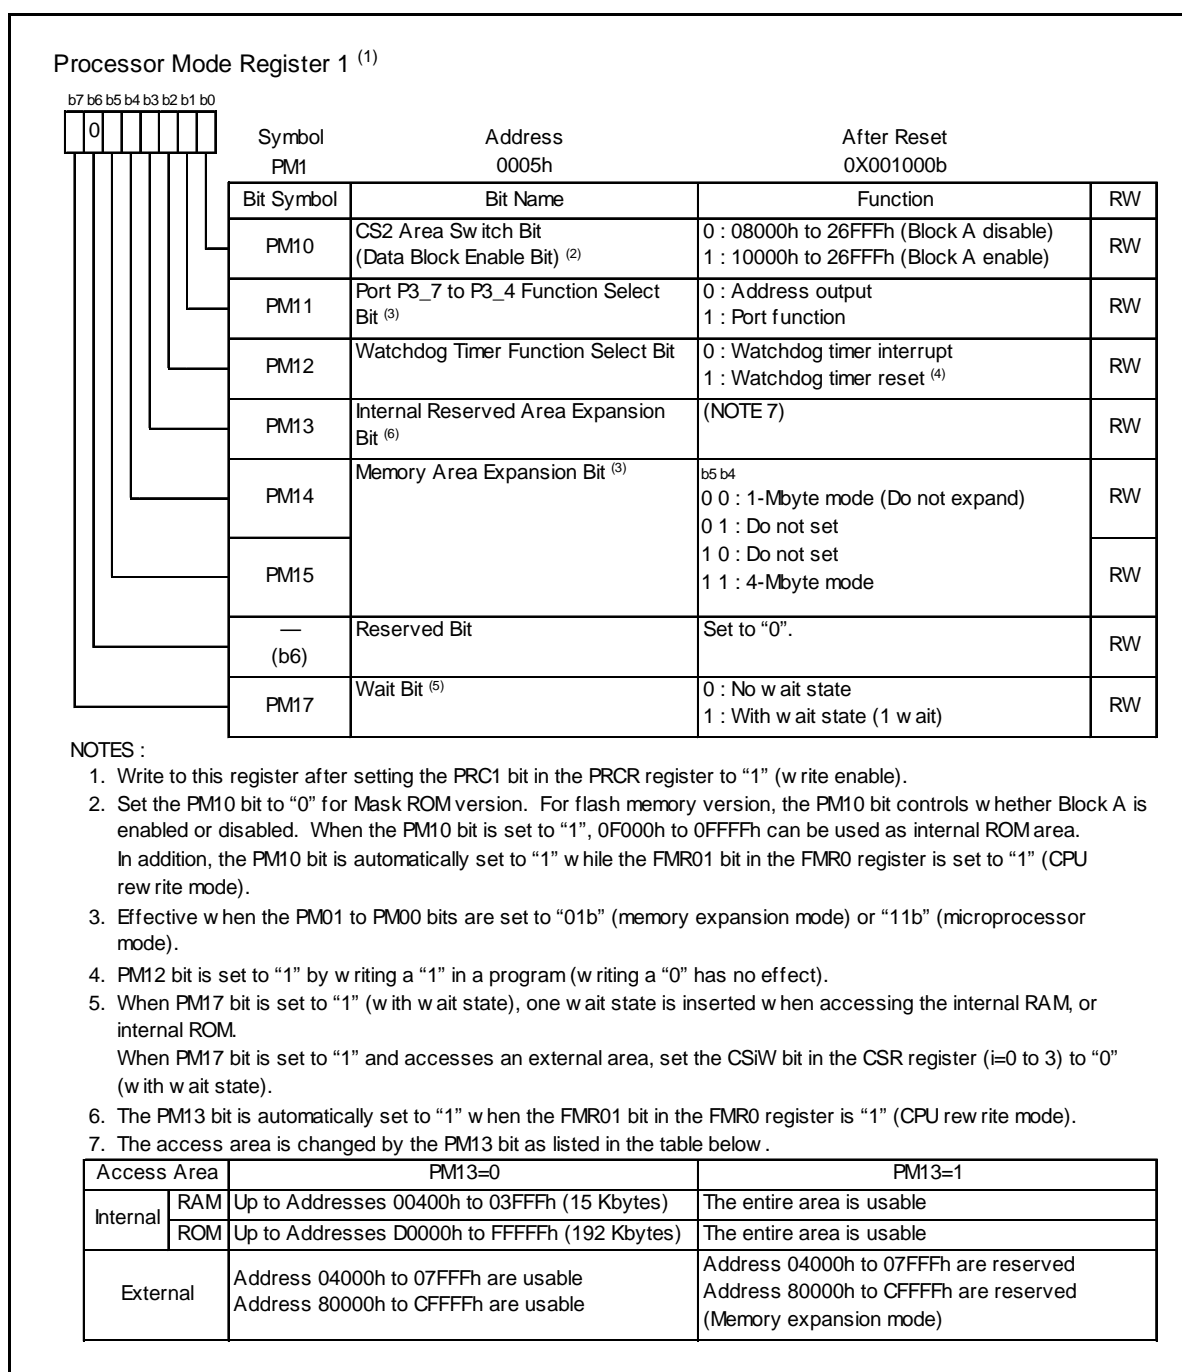 Processor Mode Register 1 (1)
b7 b6 b5 b4 b3 b2 b1 b0
0
Symbol Address After Reset
PM1 0005h 0X001000b
Bit Symbol Bit Name Function RW
PM10 CS2 Area Switch Bit (Data Block Enable Bit) (2) 0 : 08000h to 26FFFh (Block A disable) RW
1 : 10000h to 26FFFh (Block A enable)
PM11 Port P3_7 to P3_4 Function Select Bit (3) 0 : Address output RW
1 : Port function
PM12 Watchdog Timer Function Select Bit 0 : Watchdog timer interrupt RW
1 : Watchdog timer reset (4)
PM13 Internal Reserved Area Expansion Bit (6) (NOTE 7) RW
PM14 Memory Area Expansion Bit (3) b5 b4 RW
0 0 : 1-Mbyte mode (Do not expand)
0 1 : Do not set
PM15 1 0 : Do not set RW
1 1 : 4-Mbyte mode
— (b6) Reserved Bit Set to “0”. RW
PM17 Wait Bit (5) 0 : No wait state RW
1 : With wait state (1 wait)
NOTES :
1. Write to this register after setting the PRC1 bit in the PRCR register to “1” (write enable).
2. Set the PM10 bit to “0” for Mask ROM version. For flash memory version, the PM10 bit controls whether Block A is
enabled or disabled. When the PM10 bit is set to “1”, 0F000h to 0FFFFh can be used as internal ROM area.
In addition, the PM10 bit is automatically set to “1” while the FMR01 bit in the FMR0 register is set to “1” (CPU
rewrite mode).
3. Effective when the PM01 to PM00 bits are set to “01b” (memory expansion mode) or “11b” (microprocessor
mode).
4. PM12 bit is set to “1” by writing a “1” in a program (writing a “0” has no effect).
5. When PM17 bit is set to “1” (with wait state), one wait state is inserted when accessing the internal RAM, or
internal ROM.
When PM17 bit is set to “1” and accesses an external area, set the CSiW bit in the CSR register (i=0 to 3) to “0”
(with wait state).
6. The PM13 bit is automatically set to “1” when the FMR01 bit in the FMR0 register is “1” (CPU rewrite mode).
7. The access area is changed by the PM13 bit as listed in the table below.
Access Area PM13=0 PM13=1
Internal RAM Up to Addresses 00400h to 03FFFh (15 Kbytes) The entire area is usable
ROM Up to Addresses D0000h to FFFFFh (192 Kbytes) The entire area is usable
External Address 04000h to 07FFFh are usable Address 04000h to 07FFFh are reserved
Address 80000h to CFFFFh are usable Address 80000h to CFFFFh are reserved
(Memory expansion mode)